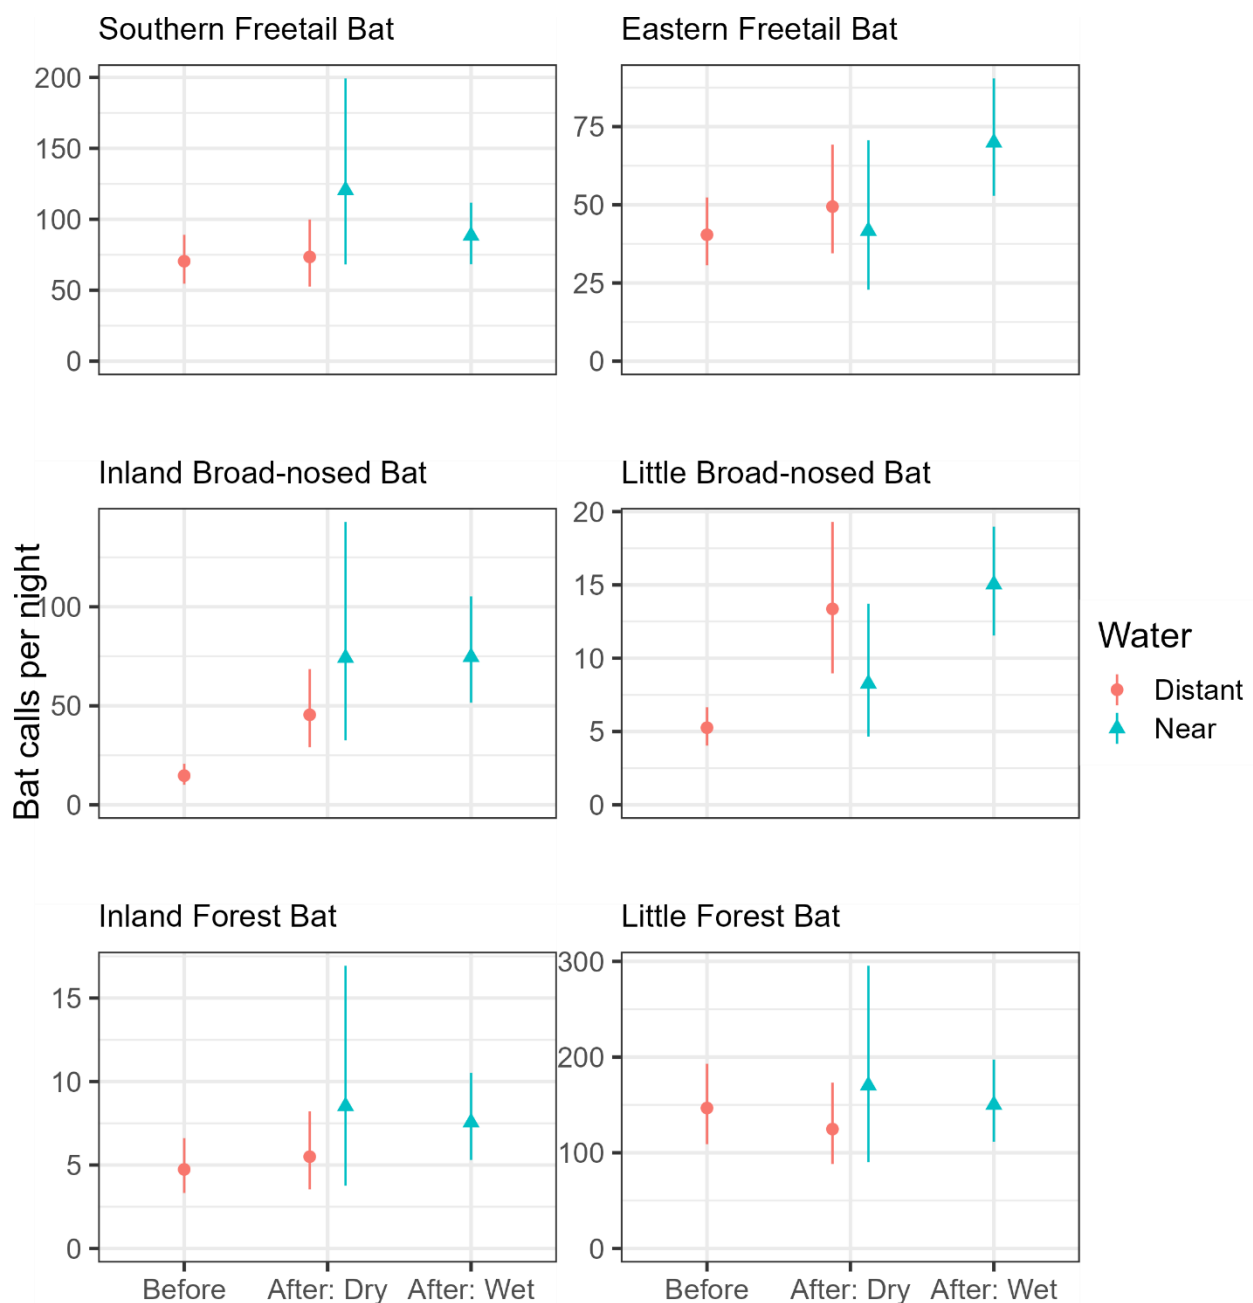 Southern Freetail Bat
Eastern Freetail Bat
200
150
100
50
0
75
50
25
0
Inland Broad-nosed Bat
Little Broad-nosed Bat
Bat calls per night
100
50
0
20
15
10
5
0
Water
Distant
Near
Inland Forest Bat
Little Forest Bat
15
10
5
0
300
200
100
0
Before After: Dry After: Wet
Before After: Dry After: Wet